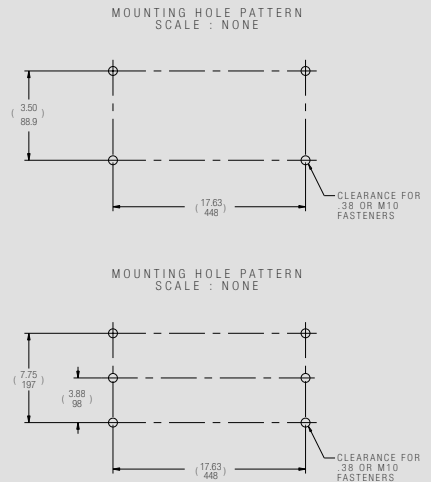 MOUNTING HOLE PATTERN
SCALE : NONE
( 3.50
88.9 )
( 17.63
448 )
CLEARANCE FOR
.38 OR M10
FASTENERS
MOUNTING HOLE PATTERN
SCALE : NONE
( 7.75
197 )
( 3.88
98 )
( 17.63
448 )
CLEARANCE FOR
.38 OR M10
FASTENERS